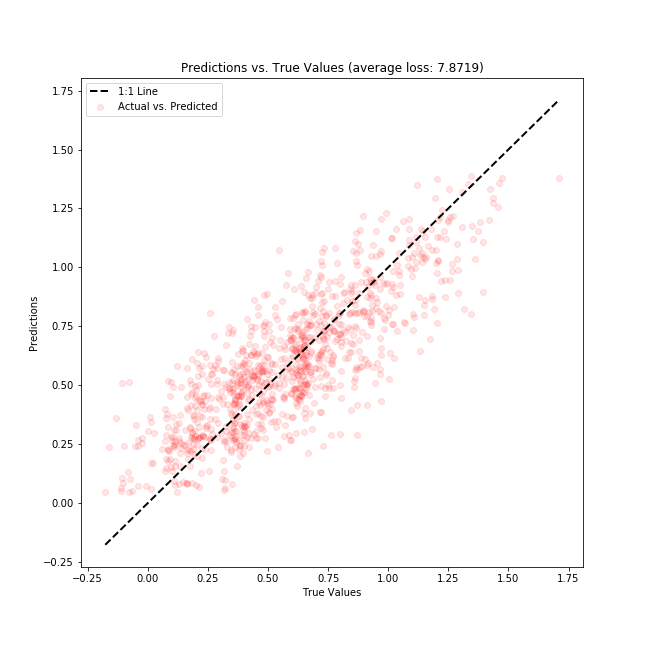 Predictions vs. True Values (average loss: 7.8719)
1:1 Line
Actual vs. Predicted
1.75
1.50
1.25
1.00
0.75
0.50
0.25
0.00
−0.25
Predictions
−0.25 0.00 0.25 0.50 0.75 1.00 1.25 1.50 1.75
True Values